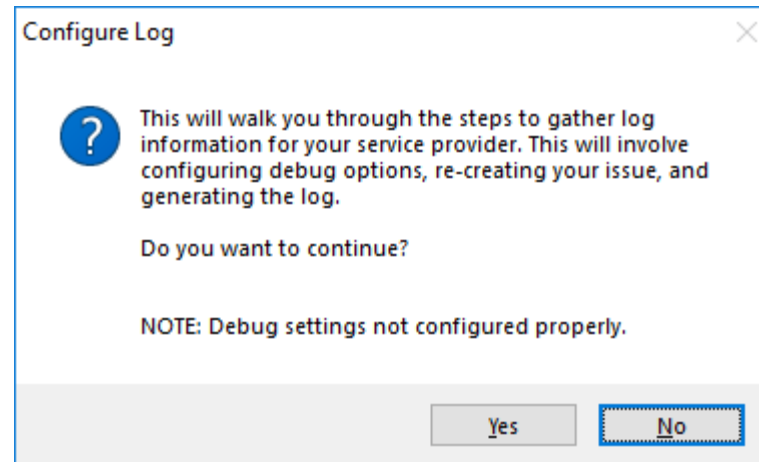 Configure Log
This will walk you through the steps to gather log
information for your service provider. This will involve
configuring debug options, re-creating your issue, and
generating the log.
Do you want to continue?
NOTE: Debug settings not configured properly.
Yes
No